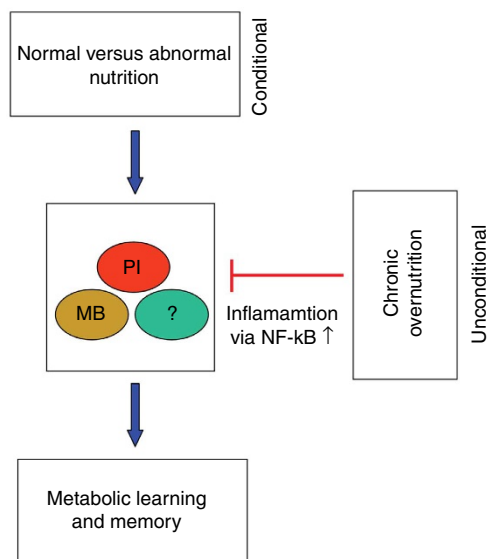 Normal versus abnormal
nutrition
Conditional
PI
MB
?
Inflamamtion
via NF-kB ↑
Chronic
overnutrition
Unconditional
Metabolic learning
and memory